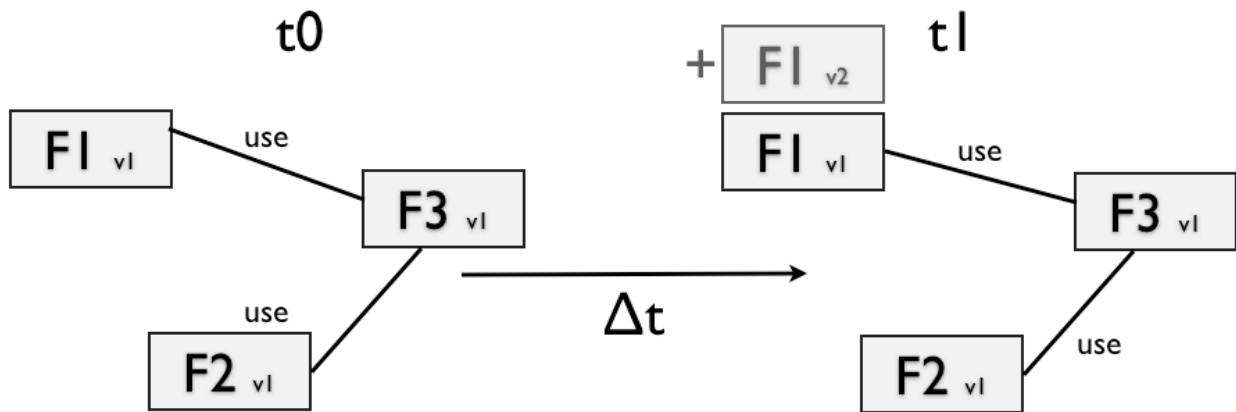 t0
t1
+ F1 v2
F1 v1
use
F3 v1
use
F2 v1
Δt
F1 v1
use
F3 v1
use
F2 v1